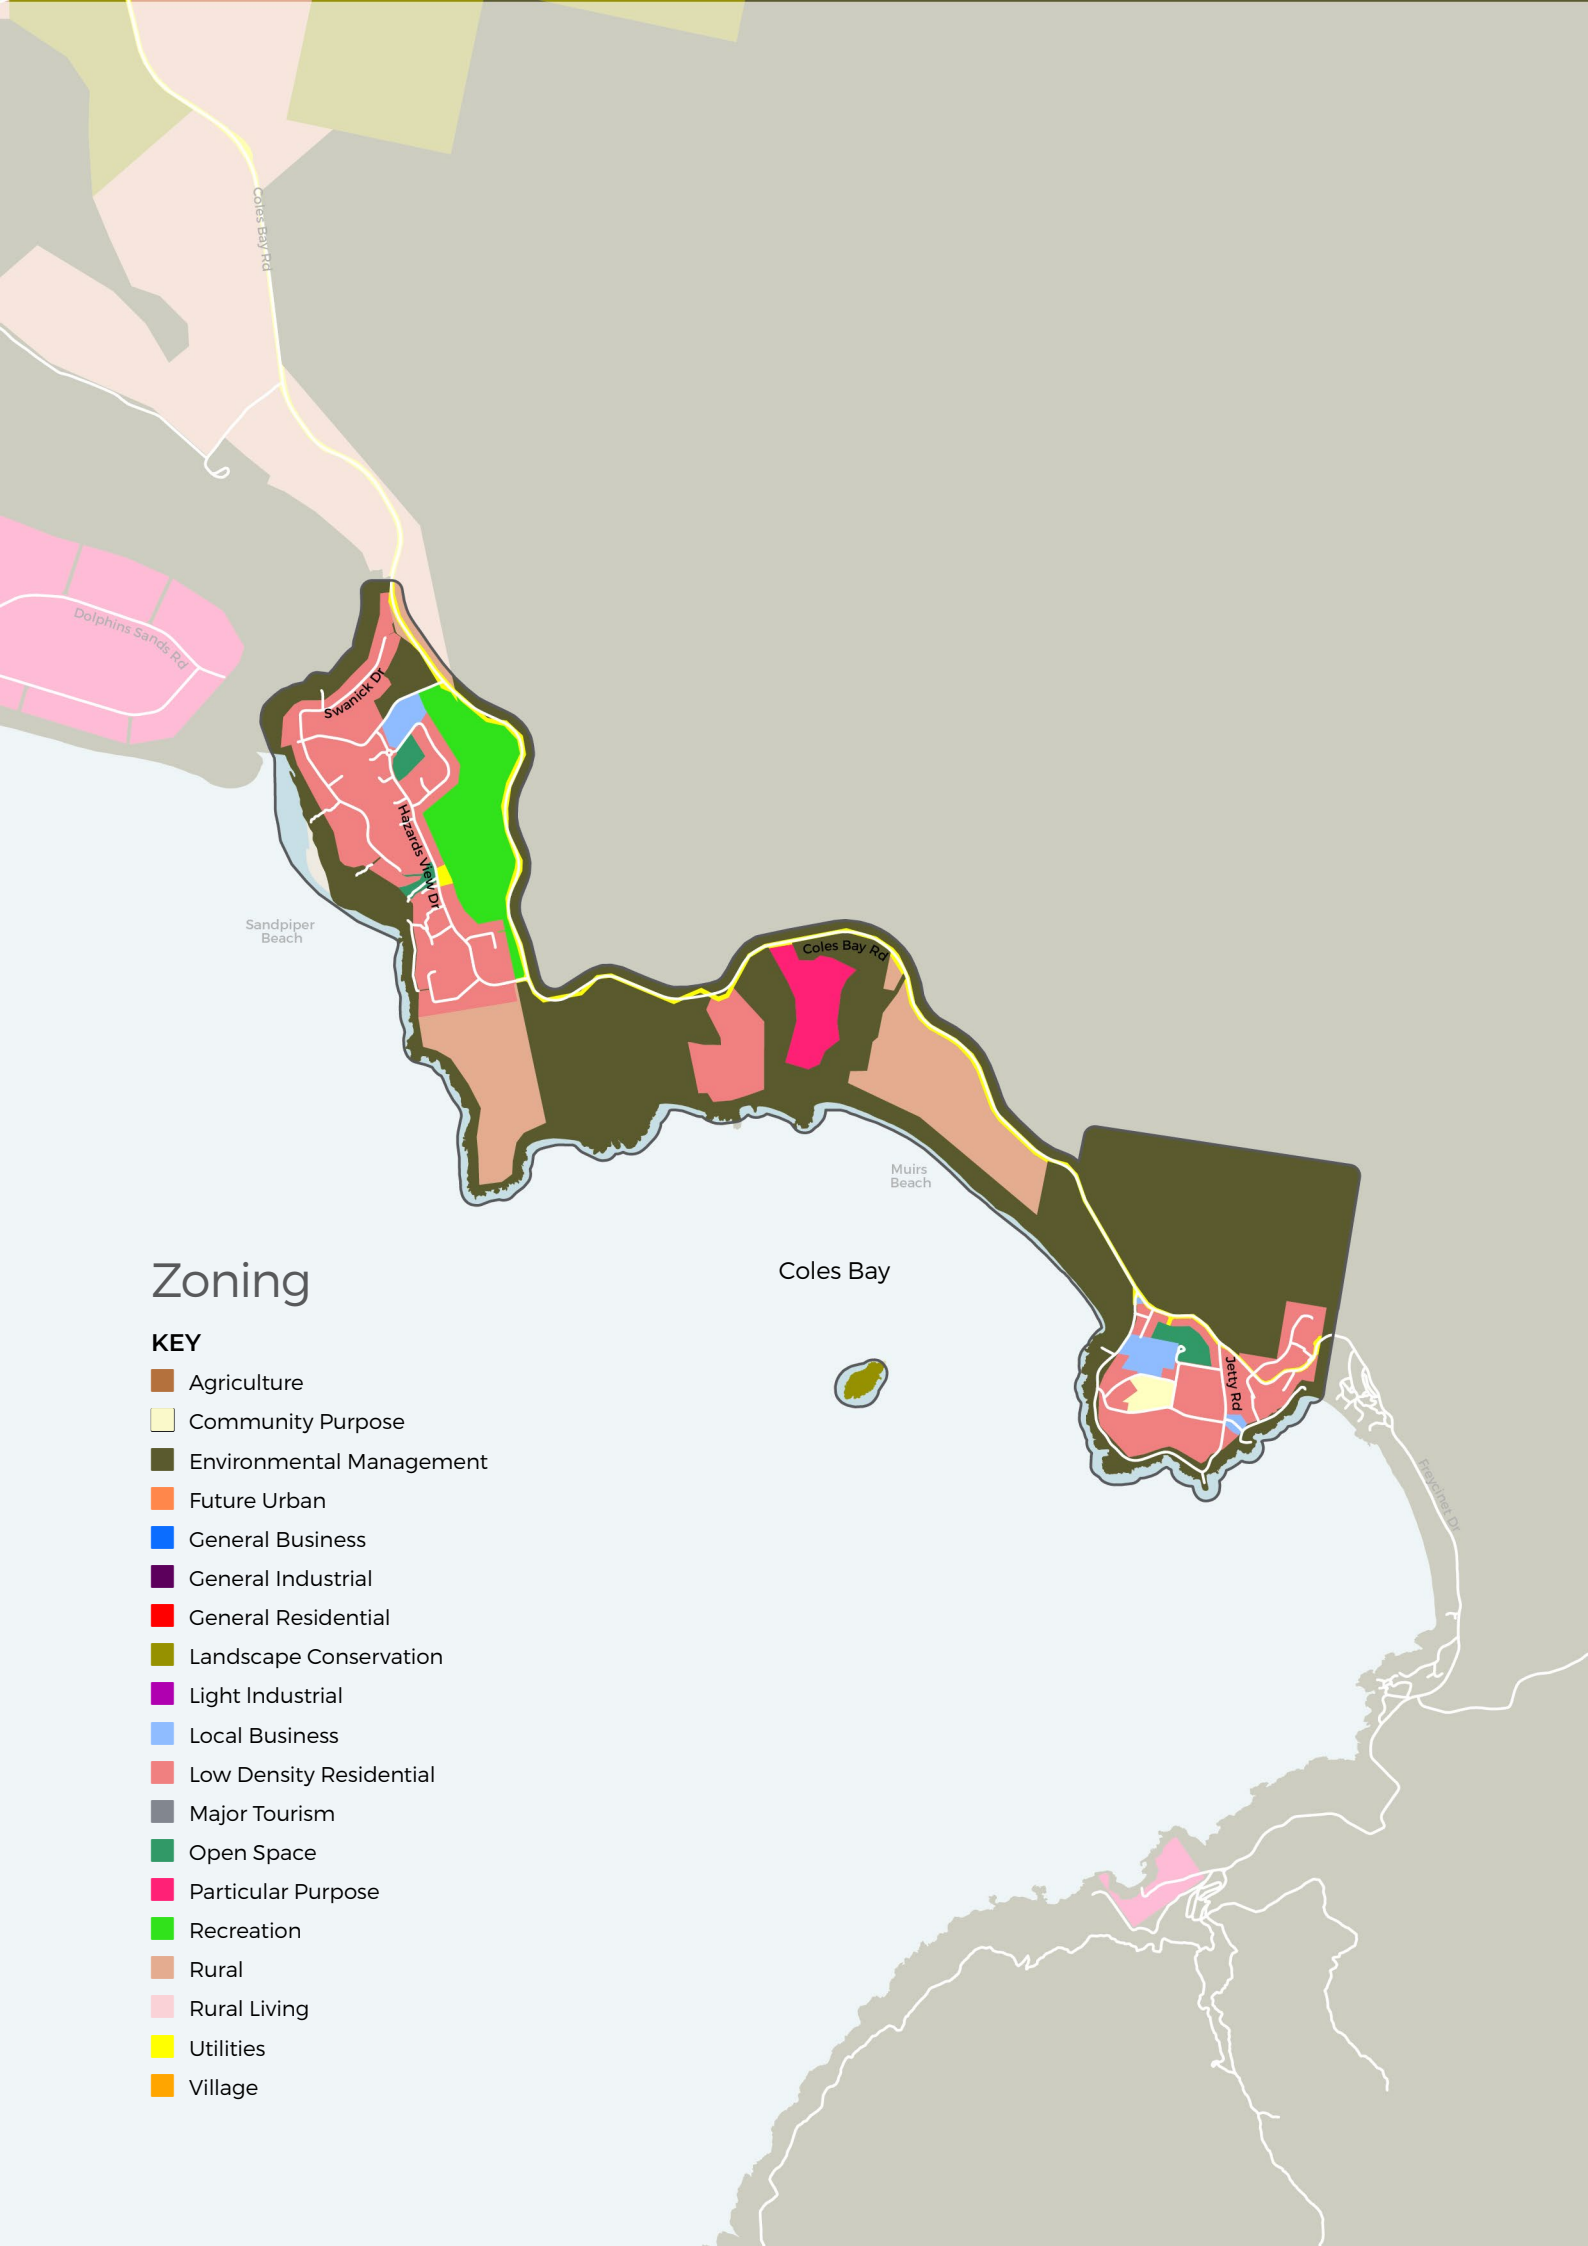 Coles Bay Rd
Dolphins Sands Rd
Swanick Dr
Hazards View Dr
Sandpiper
Beach
Coles Bay Rd
Muirs
Beach
Coles Bay
Jetty Rd
Freycinet Dr
Zoning
KEY
Agriculture
Community Purpose
Environmental Management
Future Urban
General Business
General Industrial
General Residential
Landscape Conservation
Light Industrial
Local Business
Low Density Residential
Major Tourism
Open Space
Particular Purpose
Recreation
Rural
Rural Living
Utilities
Village